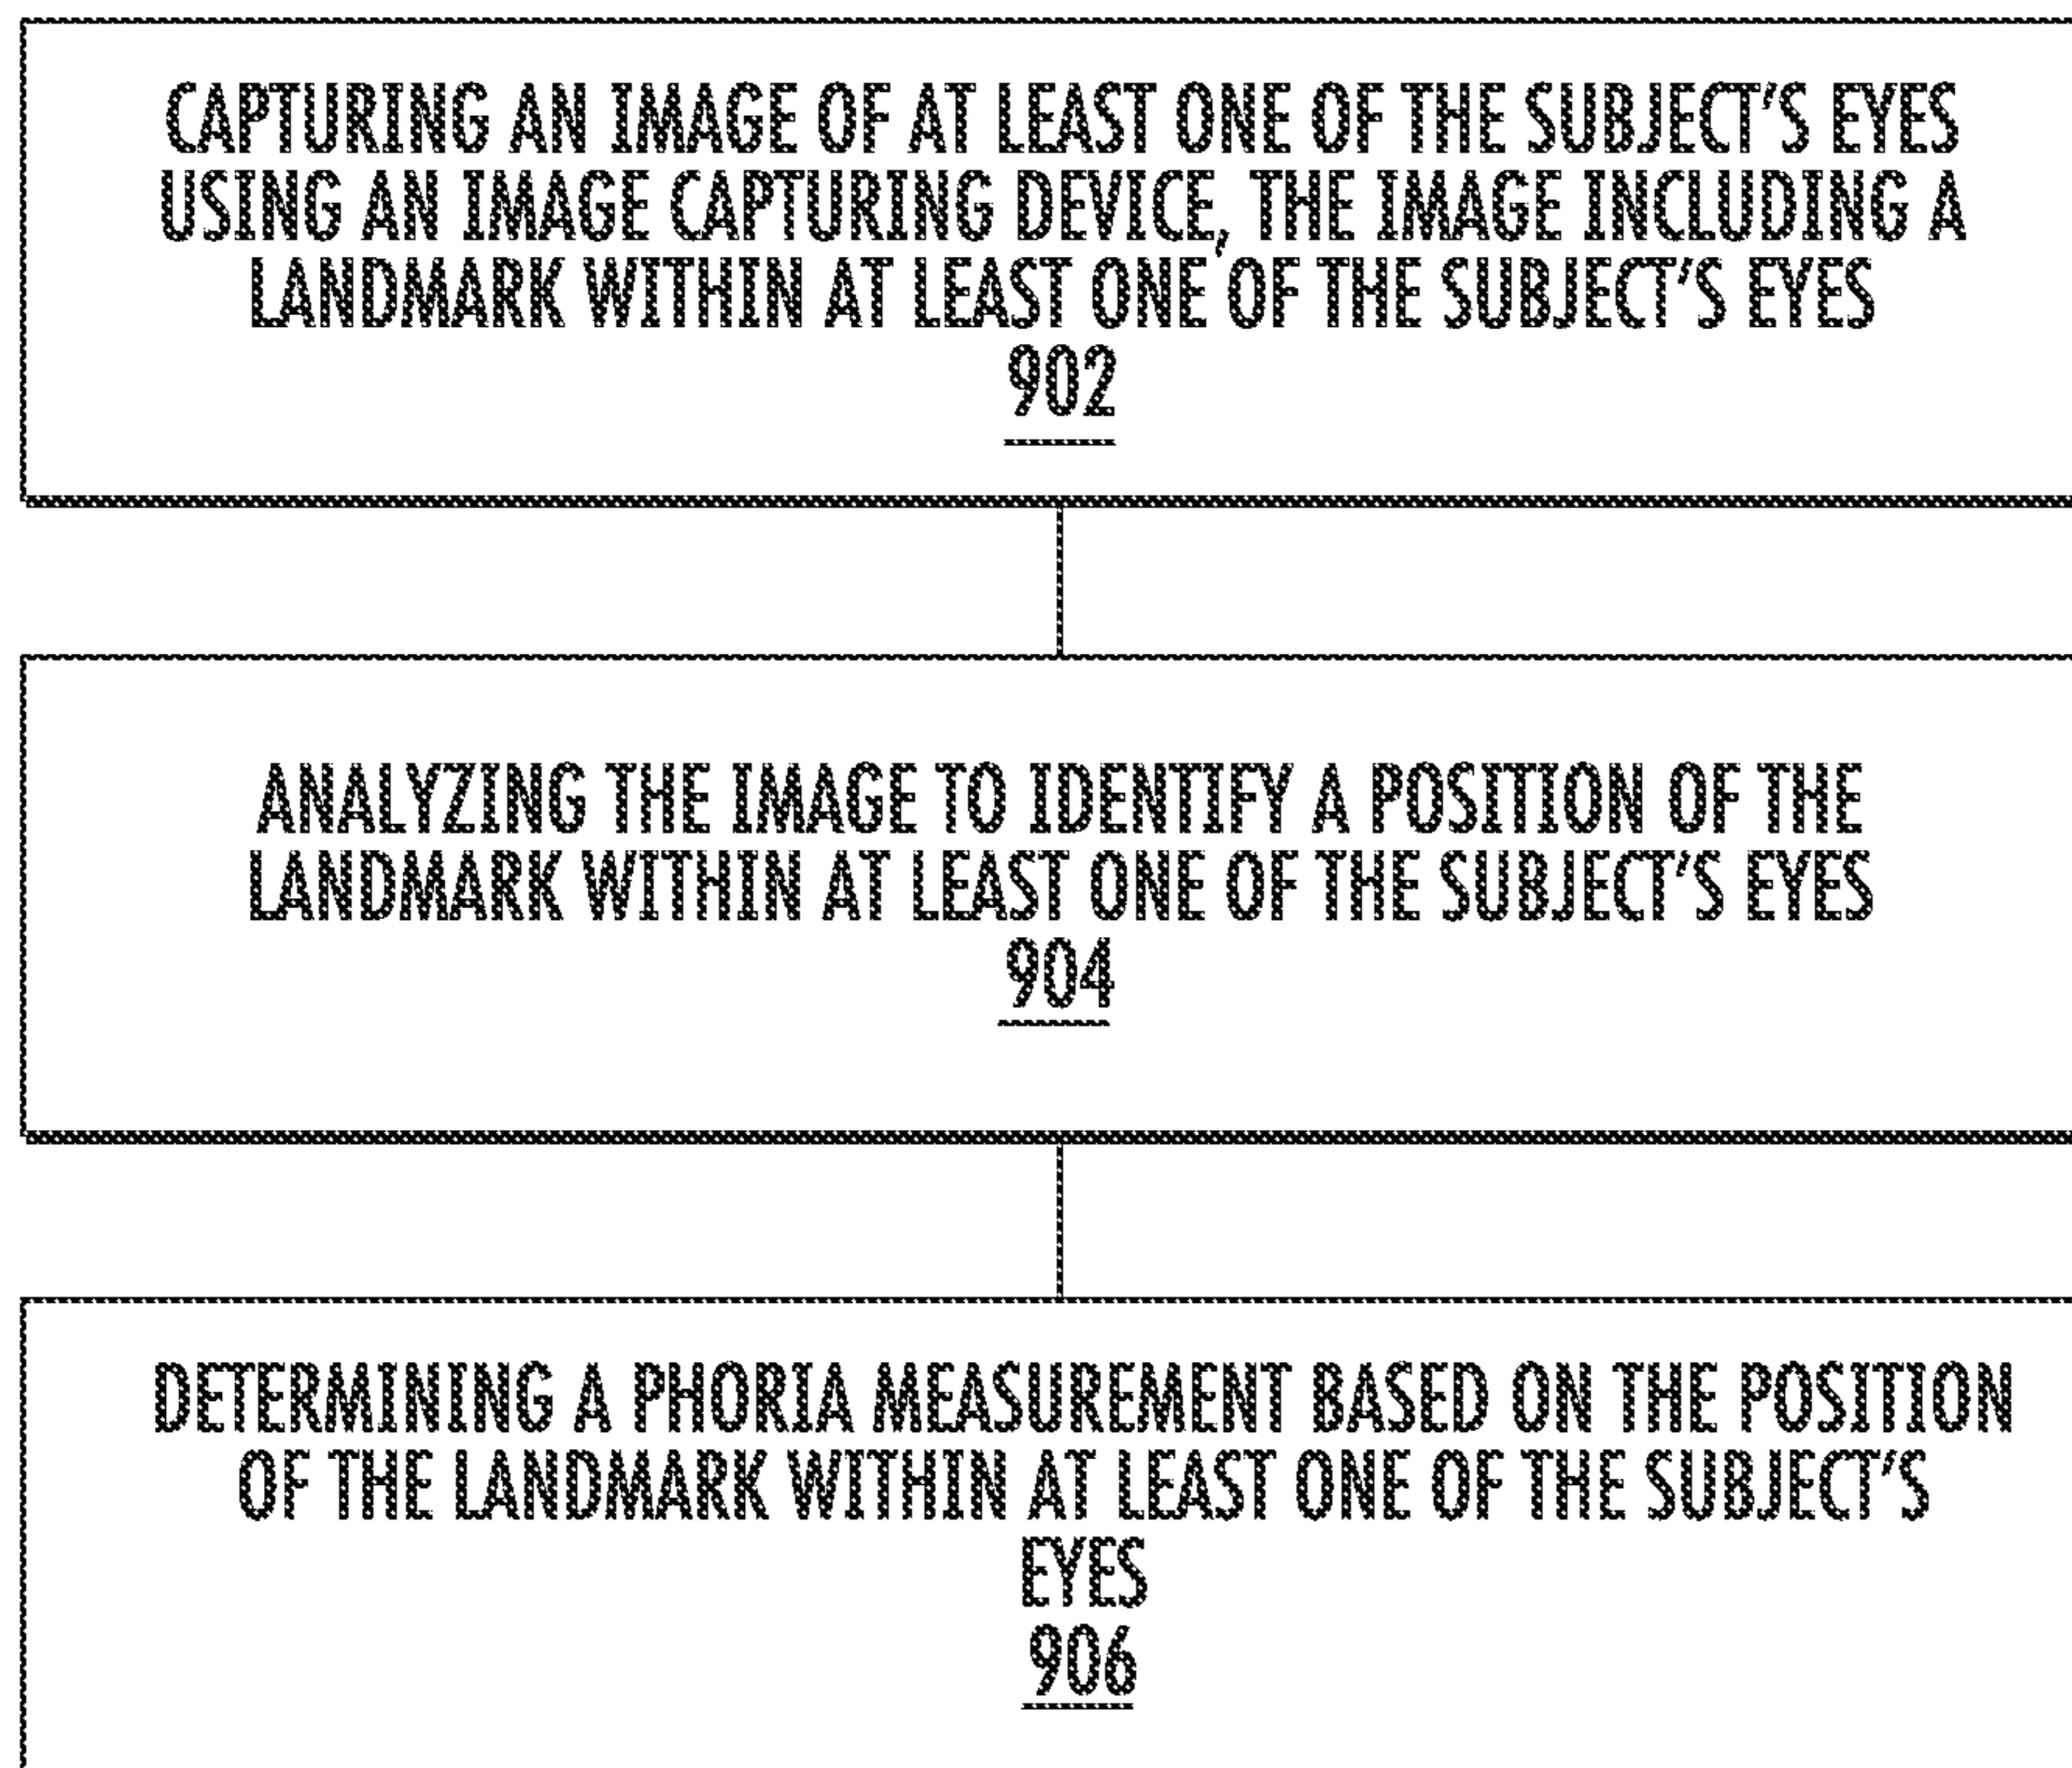 CAPTURING AN IMAGE OF AT LEAST ONE OF THE SUBJECT'S EYES
USING AN IMAGE CAPTURING DEVICE, THE IMAGE INCLUDING A
LANDMARK WITHIN AT LEAST ONE OF THE SUBJECT'S EYES
902
ANALYZING THE IMAGE TO IDENTIFY A POSITION OF THE
LANDMARK WITHIN AT LEAST ONE OF THE SUBJECT'S EYES
904
DETERMINING A PHORIA MEASUREMENT BASED ON THE POSITION
OF THE LANDMARK WITHIN AT LEAST ONE OF THE SUBJECT'S
EYES
906